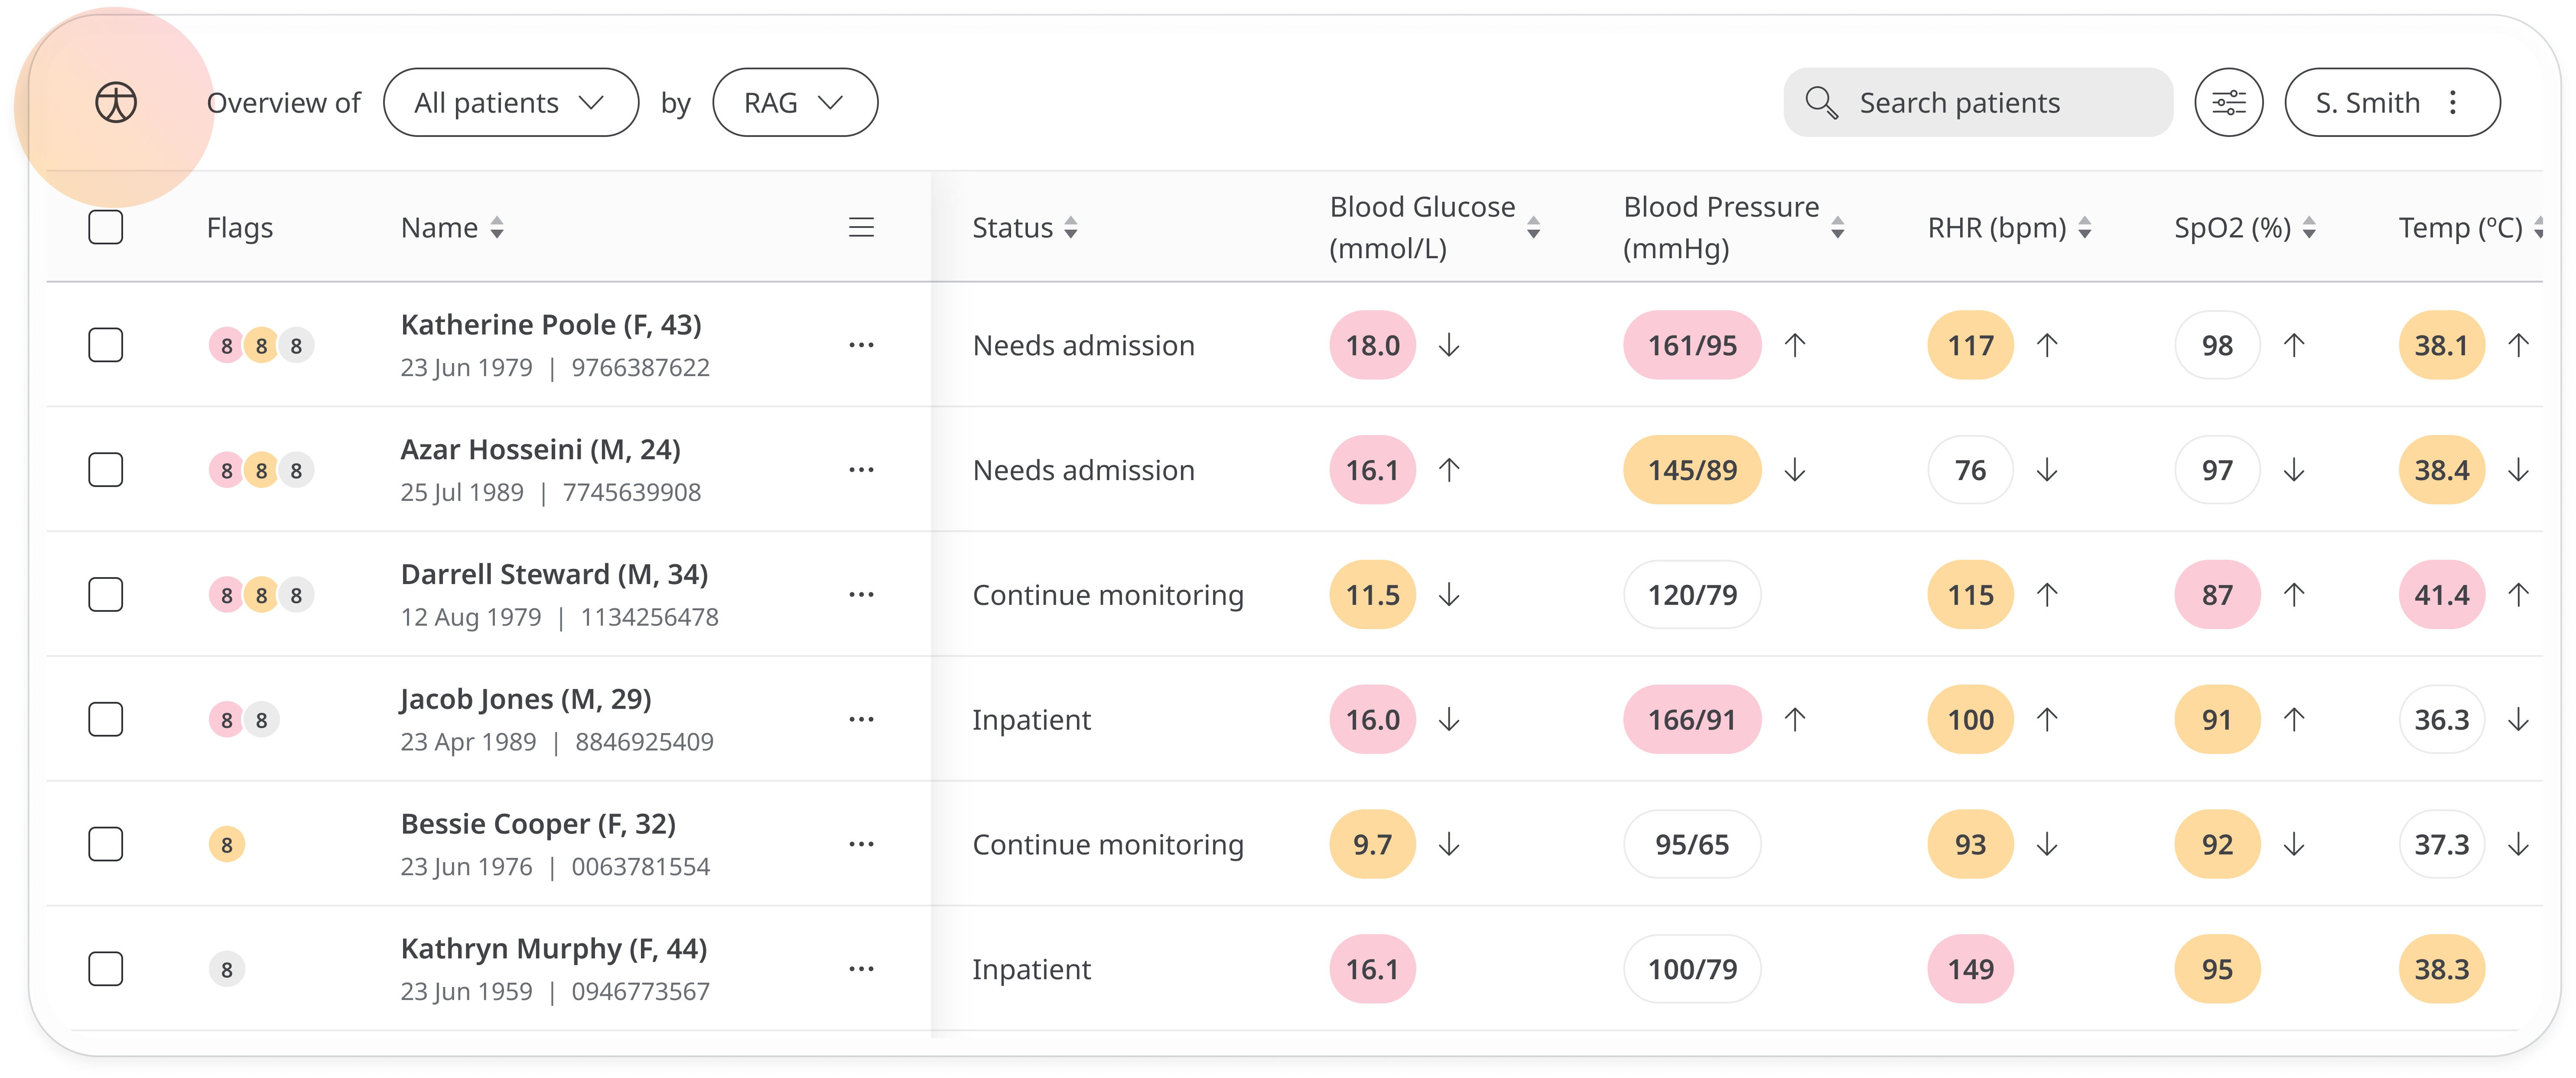 Overview of All patients by RAG Search patients S. Smith
Flags Name Status Blood Glucose (mmol/L) Blood Pressure (mmHg) RHR (bpm) SpO2 (%) Temp (ºC)
8 8 8 Katherine Poole (F, 43) Needs admission 18.0 161/95 117 98 38.1
23 Jun 1979 | 9766387622
8 8 8 Azar Hosseini (M, 24) Needs admission 16.1 145/89 76 97 38.4
25 Jul 1989 | 7745639908
8 8 8 Darrell Steward (M, 34) Continue monitoring 11.5 120/79 115 87 41.4
12 Aug 1979 | 1134256478
8 8 Jacob Jones (M, 29) Inpatient 16.0 166/91 100 91 36.3
23 Apr 1989 | 8846925409
8 Bessie Cooper (F, 32) Continue monitoring 9.7 95/65 93 92 37.3
23 Jun 1976 | 0063781554
8 Kathryn Murphy (F, 44) Inpatient 16.1 100/79 149 95 38.3
23 Jun 1959 | 0946773567